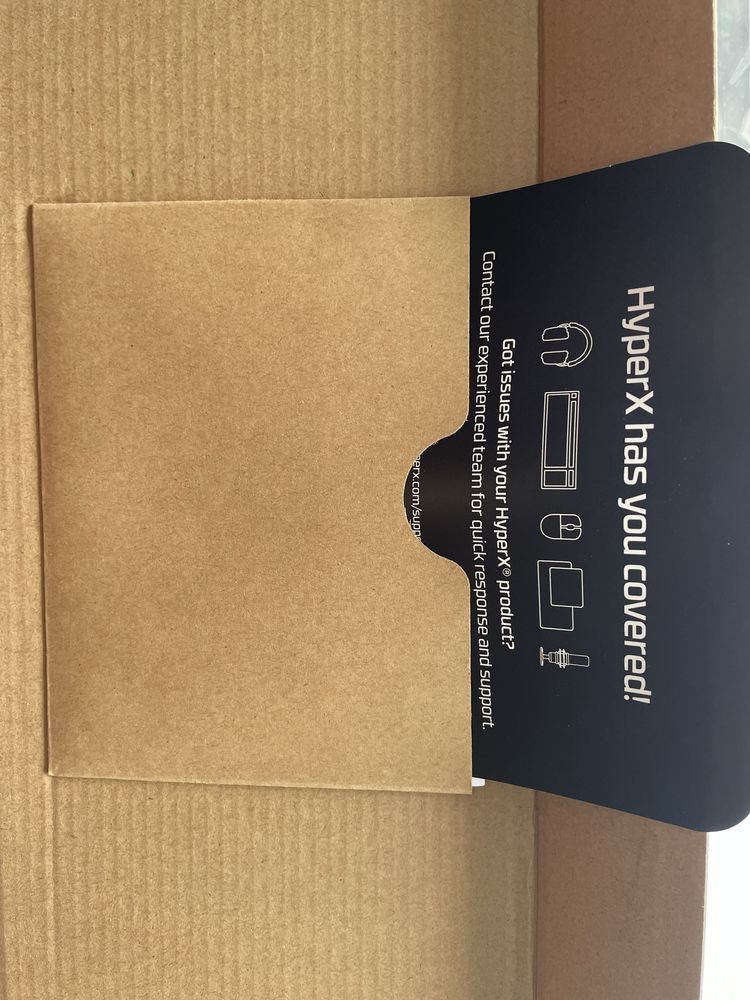 HyperX has you covered!
Got issues with your HyperX® product?
Contact our experienced team for quick response and support.